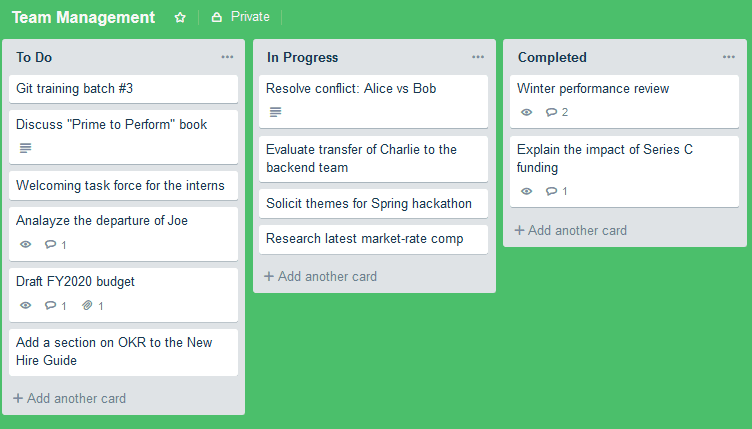 Team Management
Private
To Do
Git training batch #3
Discuss "Prime to Perform" book
Welcoming task force for the interns
Analayze the departure of Joe
1
Draft FY2020 budget
1 1
Add a section on OKR to the New
Hire Guide
+ Add another card
In Progress
Resolve conflict: Alice vs Bob
Evaluate transfer of Charlie to the
backend team
Solicit themes for Spring hackathon
Research latest market-rate comp
+ Add another card
Completed
Winter performance review
2
Explain the impact of Series C
funding
1
+ Add another card